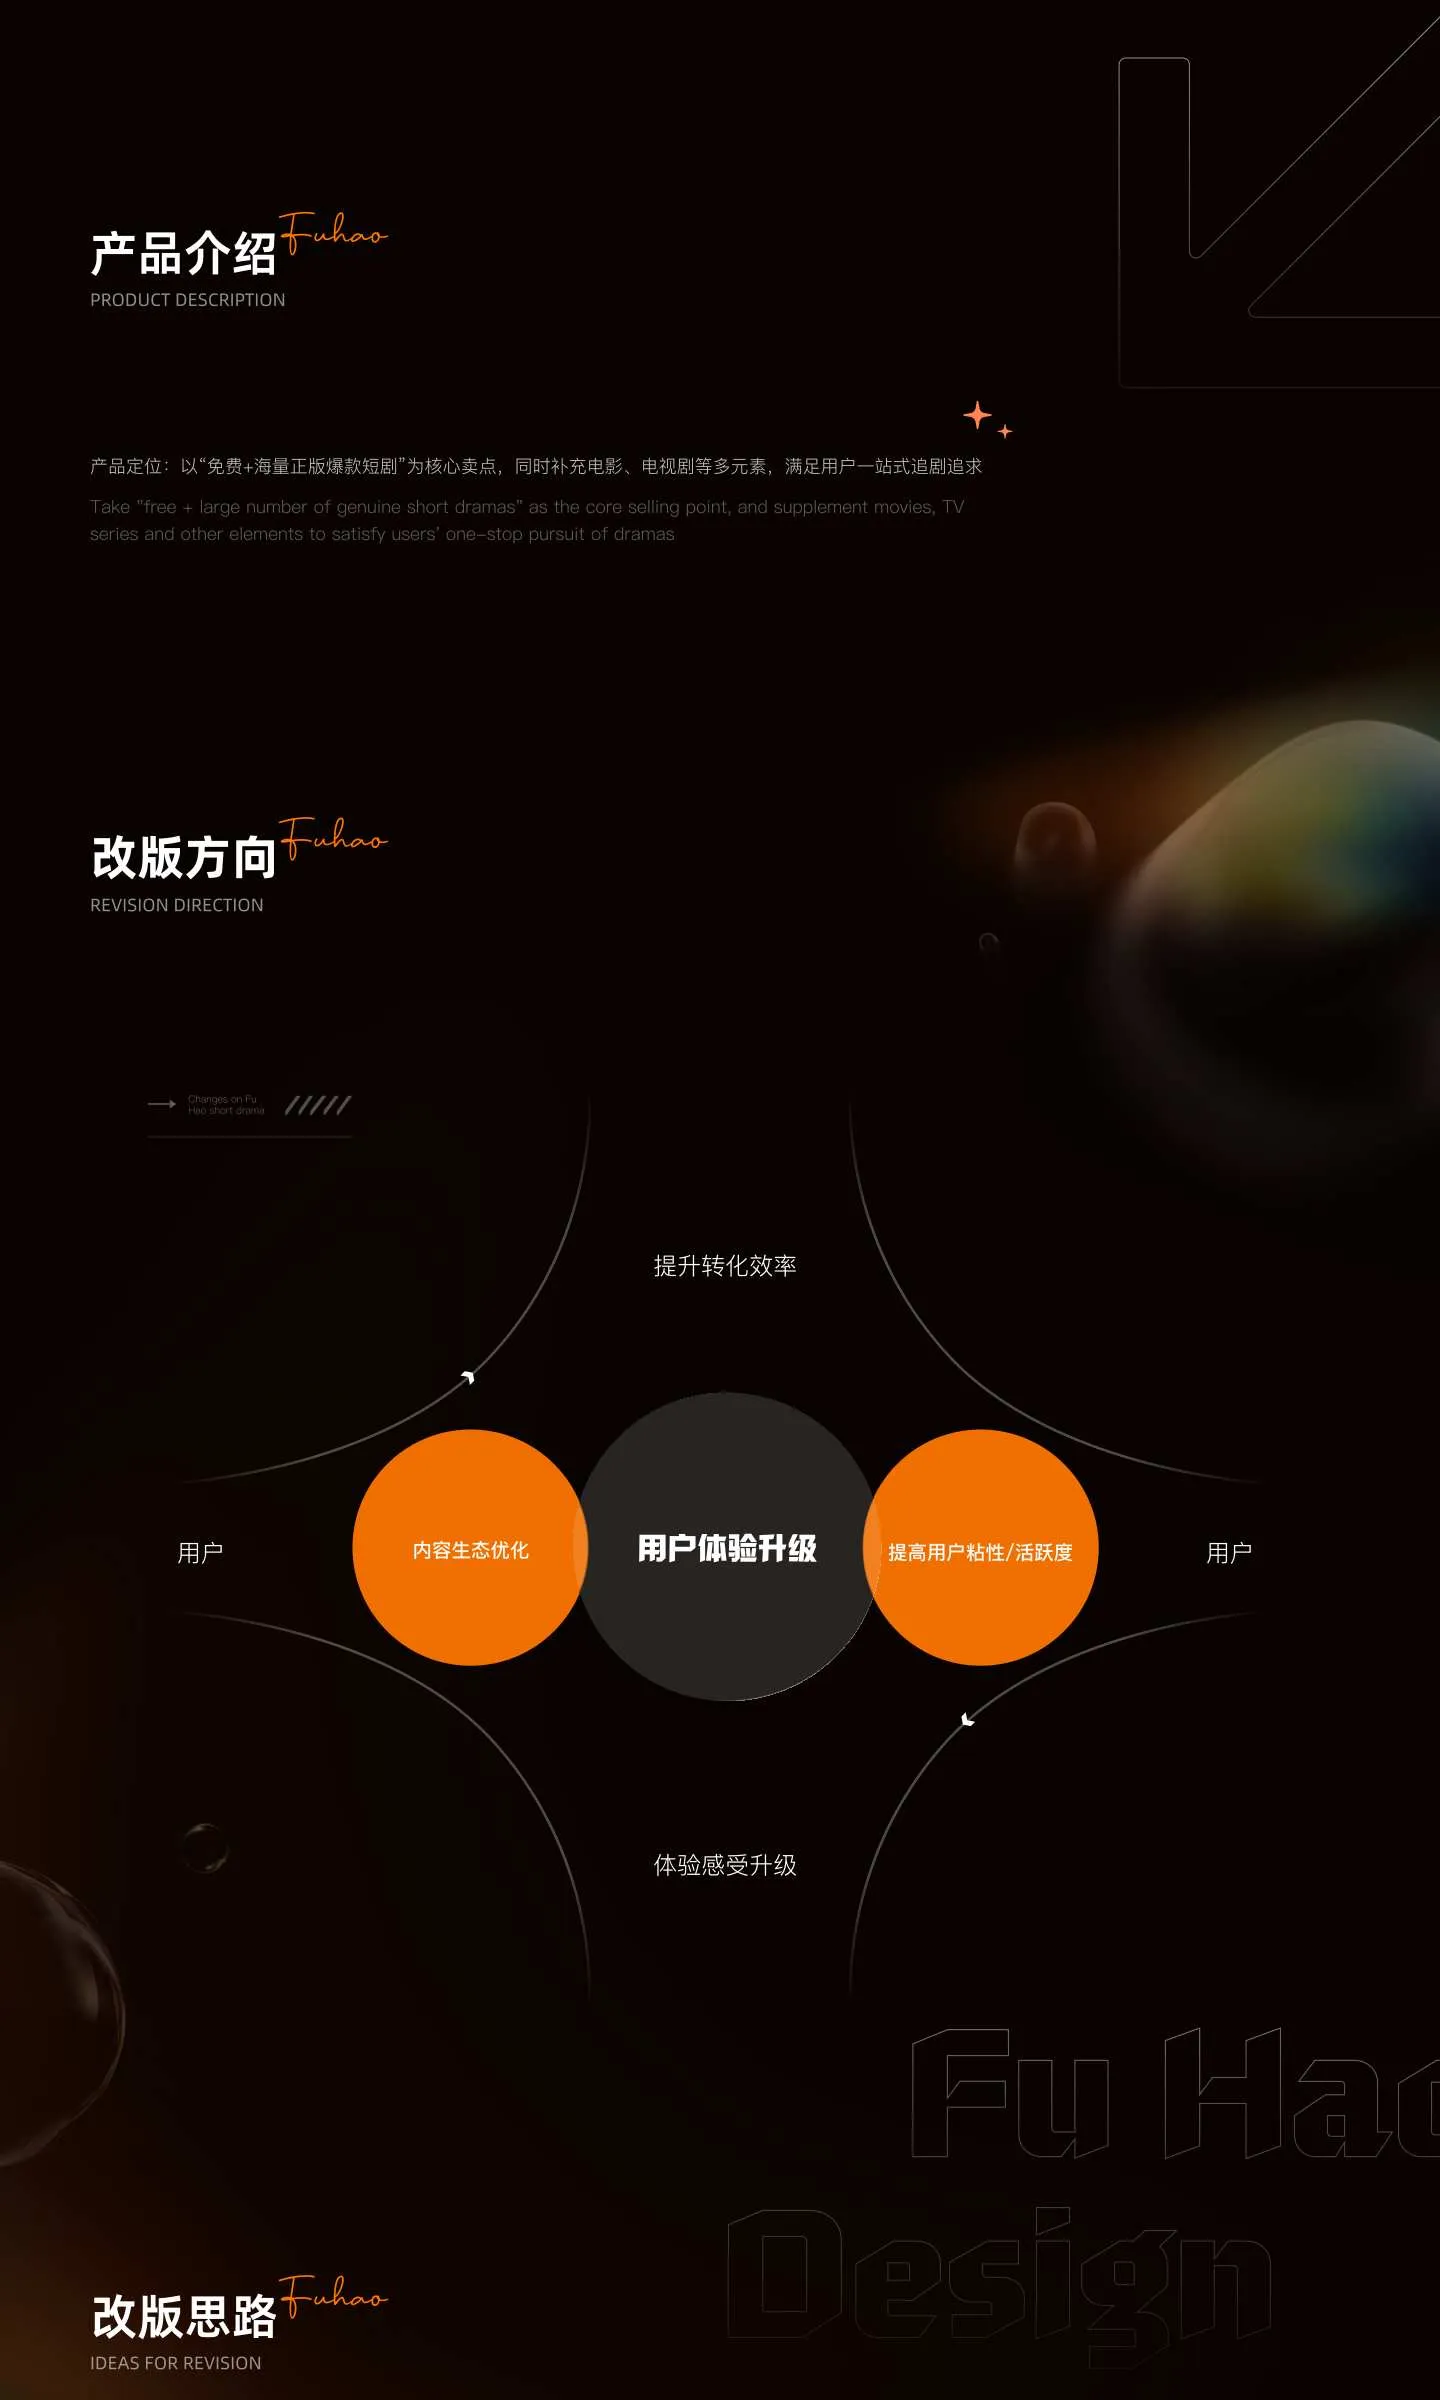 产品介绍 Fuhao
PRODUCT DESCRIPTION
产品定位：以“免费+海量正版爆款短剧”为核心卖点，同时补充电影、电视剧等多元素，满足用户一站式追剧追求
Take “free + large number of genuine short dramas” as the core selling point, and supplement movies, TV
series and other elements to satisfy users’ one-stop pursuit of dramas
改版方向 Fuhao
REVISION DIRECTION
Changes on Fu
Hao short drama
提升转化效率
用户
内容生态优化
用户体验升级
提高用户粘性/活跃度
用户
体验感受升级
Fu Hao
Design
改版思路 Fuhao
IDEAS FOR REVISION